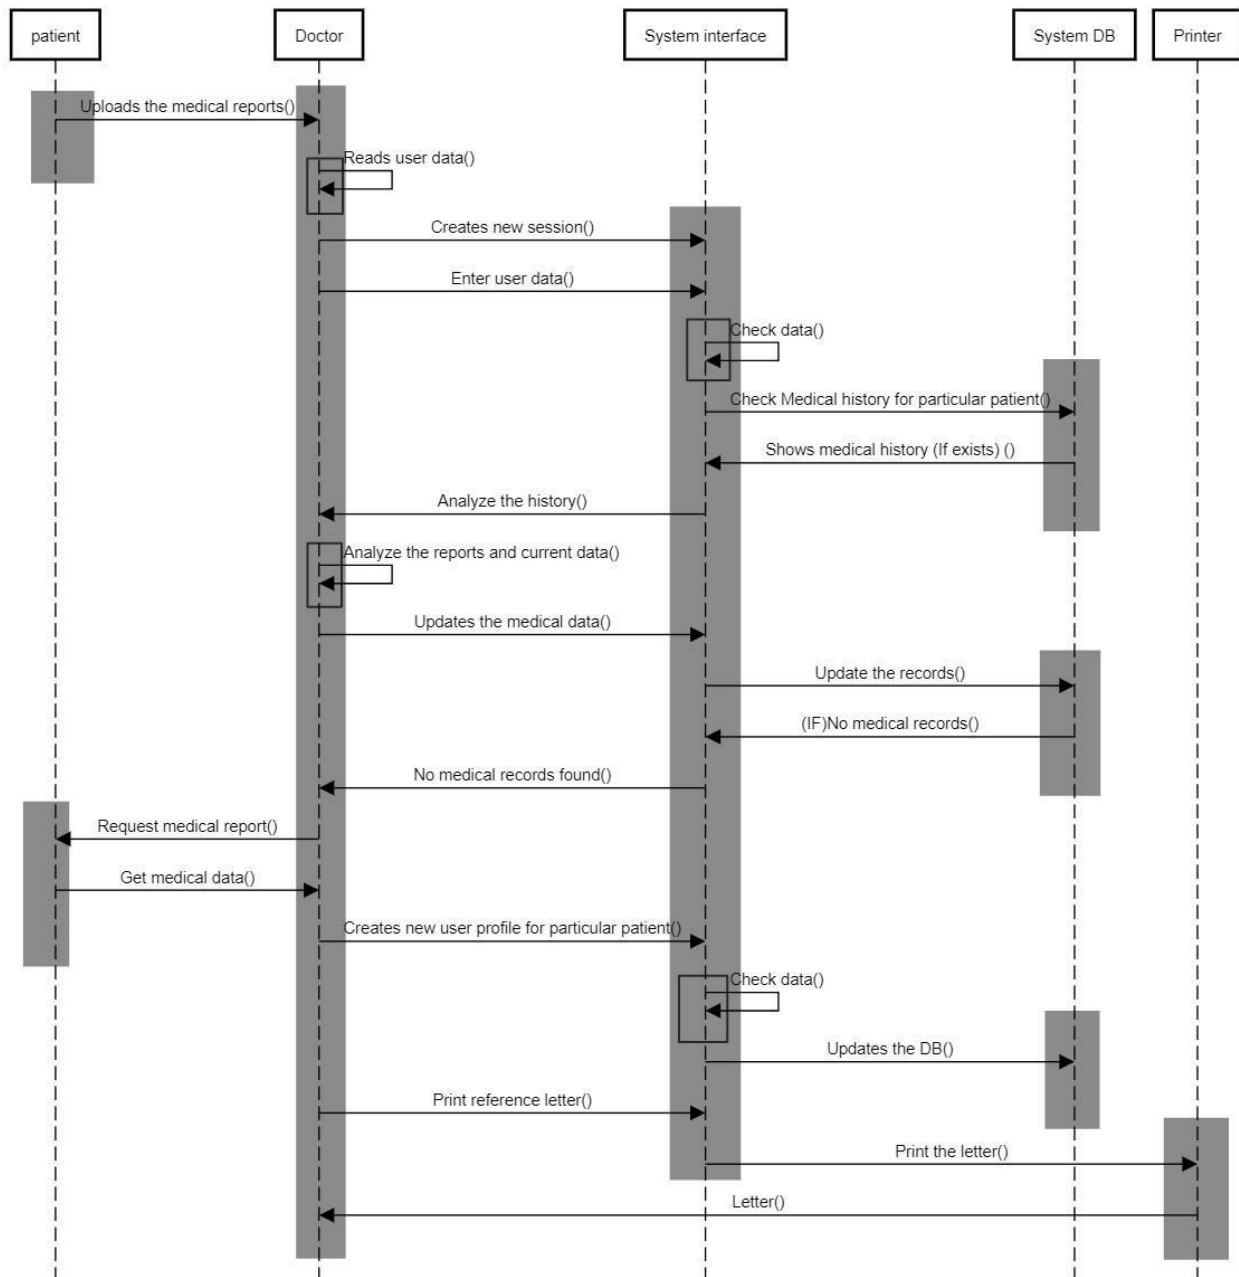 patient
Doctor
System interface
System DB
Printer
Uploads the medical reports()
Reads user data()
Creates new session()
Enter user data()
Check data()
Check Medical history for particular patient()
Shows medical history (If exists) ()
Analyze the history()
Analyze the reports and current data()
Updates the medical data()
Update the records()
(IF)No medical records()
No medical records found()
Request medical report()
Get medical data()
Creates new user profile for particular patient()
Check data()
Updates the DB()
Print reference letter()
Print the letter()
Letter()